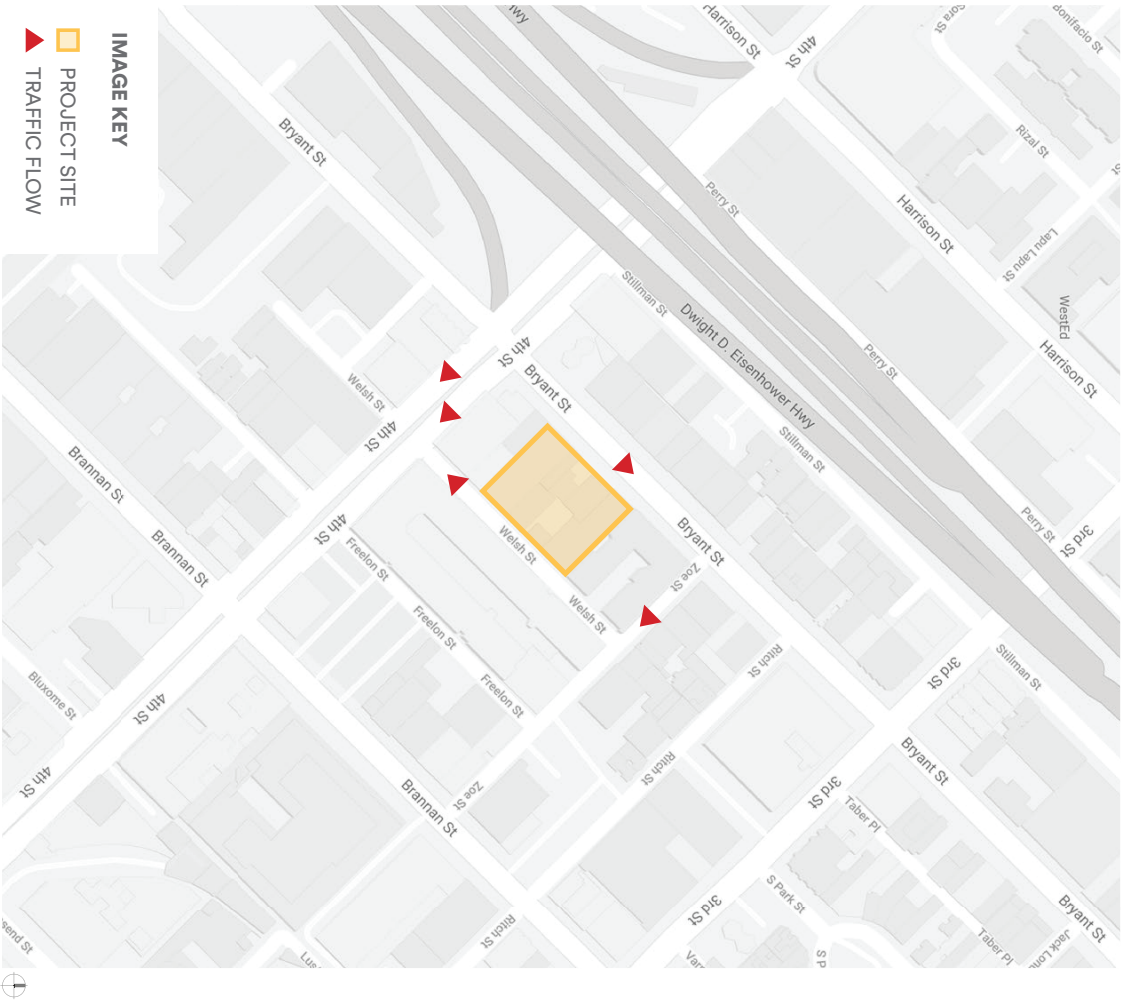 IMAGE KEY
PROJECT SITE
TRAFFIC FLOW
Harrison St
4th St
Bonifacio St
Rizal St
Lapu Lapu St
Harrison St
WestEd
Harrison St
Perry St
Perry St
Perry St
3rd St
Bryant St
Stillman St
Dwight D. Eisenhower Hwy
Stillman St
Stillman St
4th St
Bryant St
Welsh St
4th St
Bryant St
Zoe St
Welsh St
Welsh St
Brannan St
Brannan St
4th St
Freelon St
Freelon St
Freelon St
Ritch St
3rd St
Bryant St
Bluxome St
4th St
4th St
Zoe St
Brannan St
Ritch St
3rd St
Taber Pl
S Park St
Bryant St
Taber Pl
3rd St
Ritch St